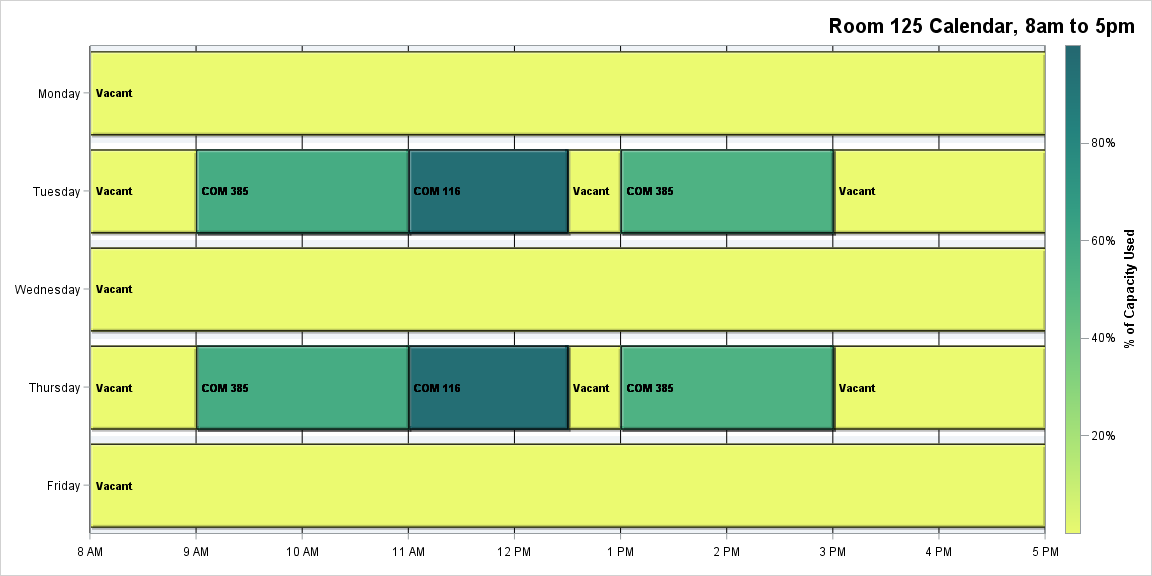 Room 125 Calendar, 8am to 5pm
Monday
Vacant
Tuesday
Vacant
COM 385
COM 116
Vacant
COM 385
Vacant
Wednesday
Vacant
Thursday
Vacant
COM 385
COM 116
Vacant
COM 385
Vacant
Friday
Vacant
8 AM
9 AM
10 AM
11 AM
12 PM
1 PM
2 PM
3 PM
4 PM
5 PM
80%
60%
40%
20%
% of Capacity Used